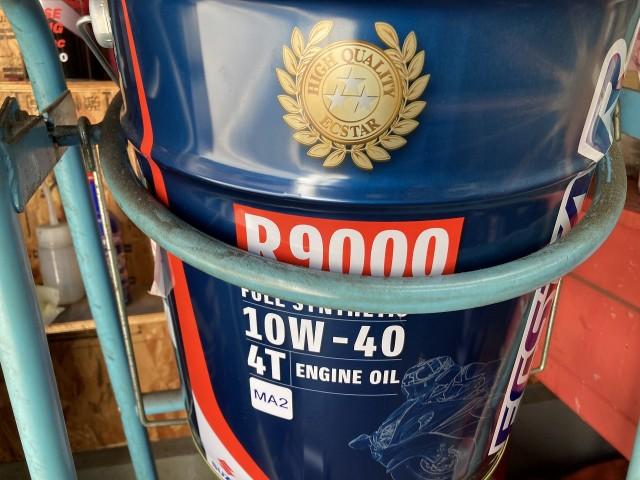 HIGH QUALITY
ECSTAR
R9000
FULL SYNTHETIC
10W-40
4T ENGINE OIL
MA2